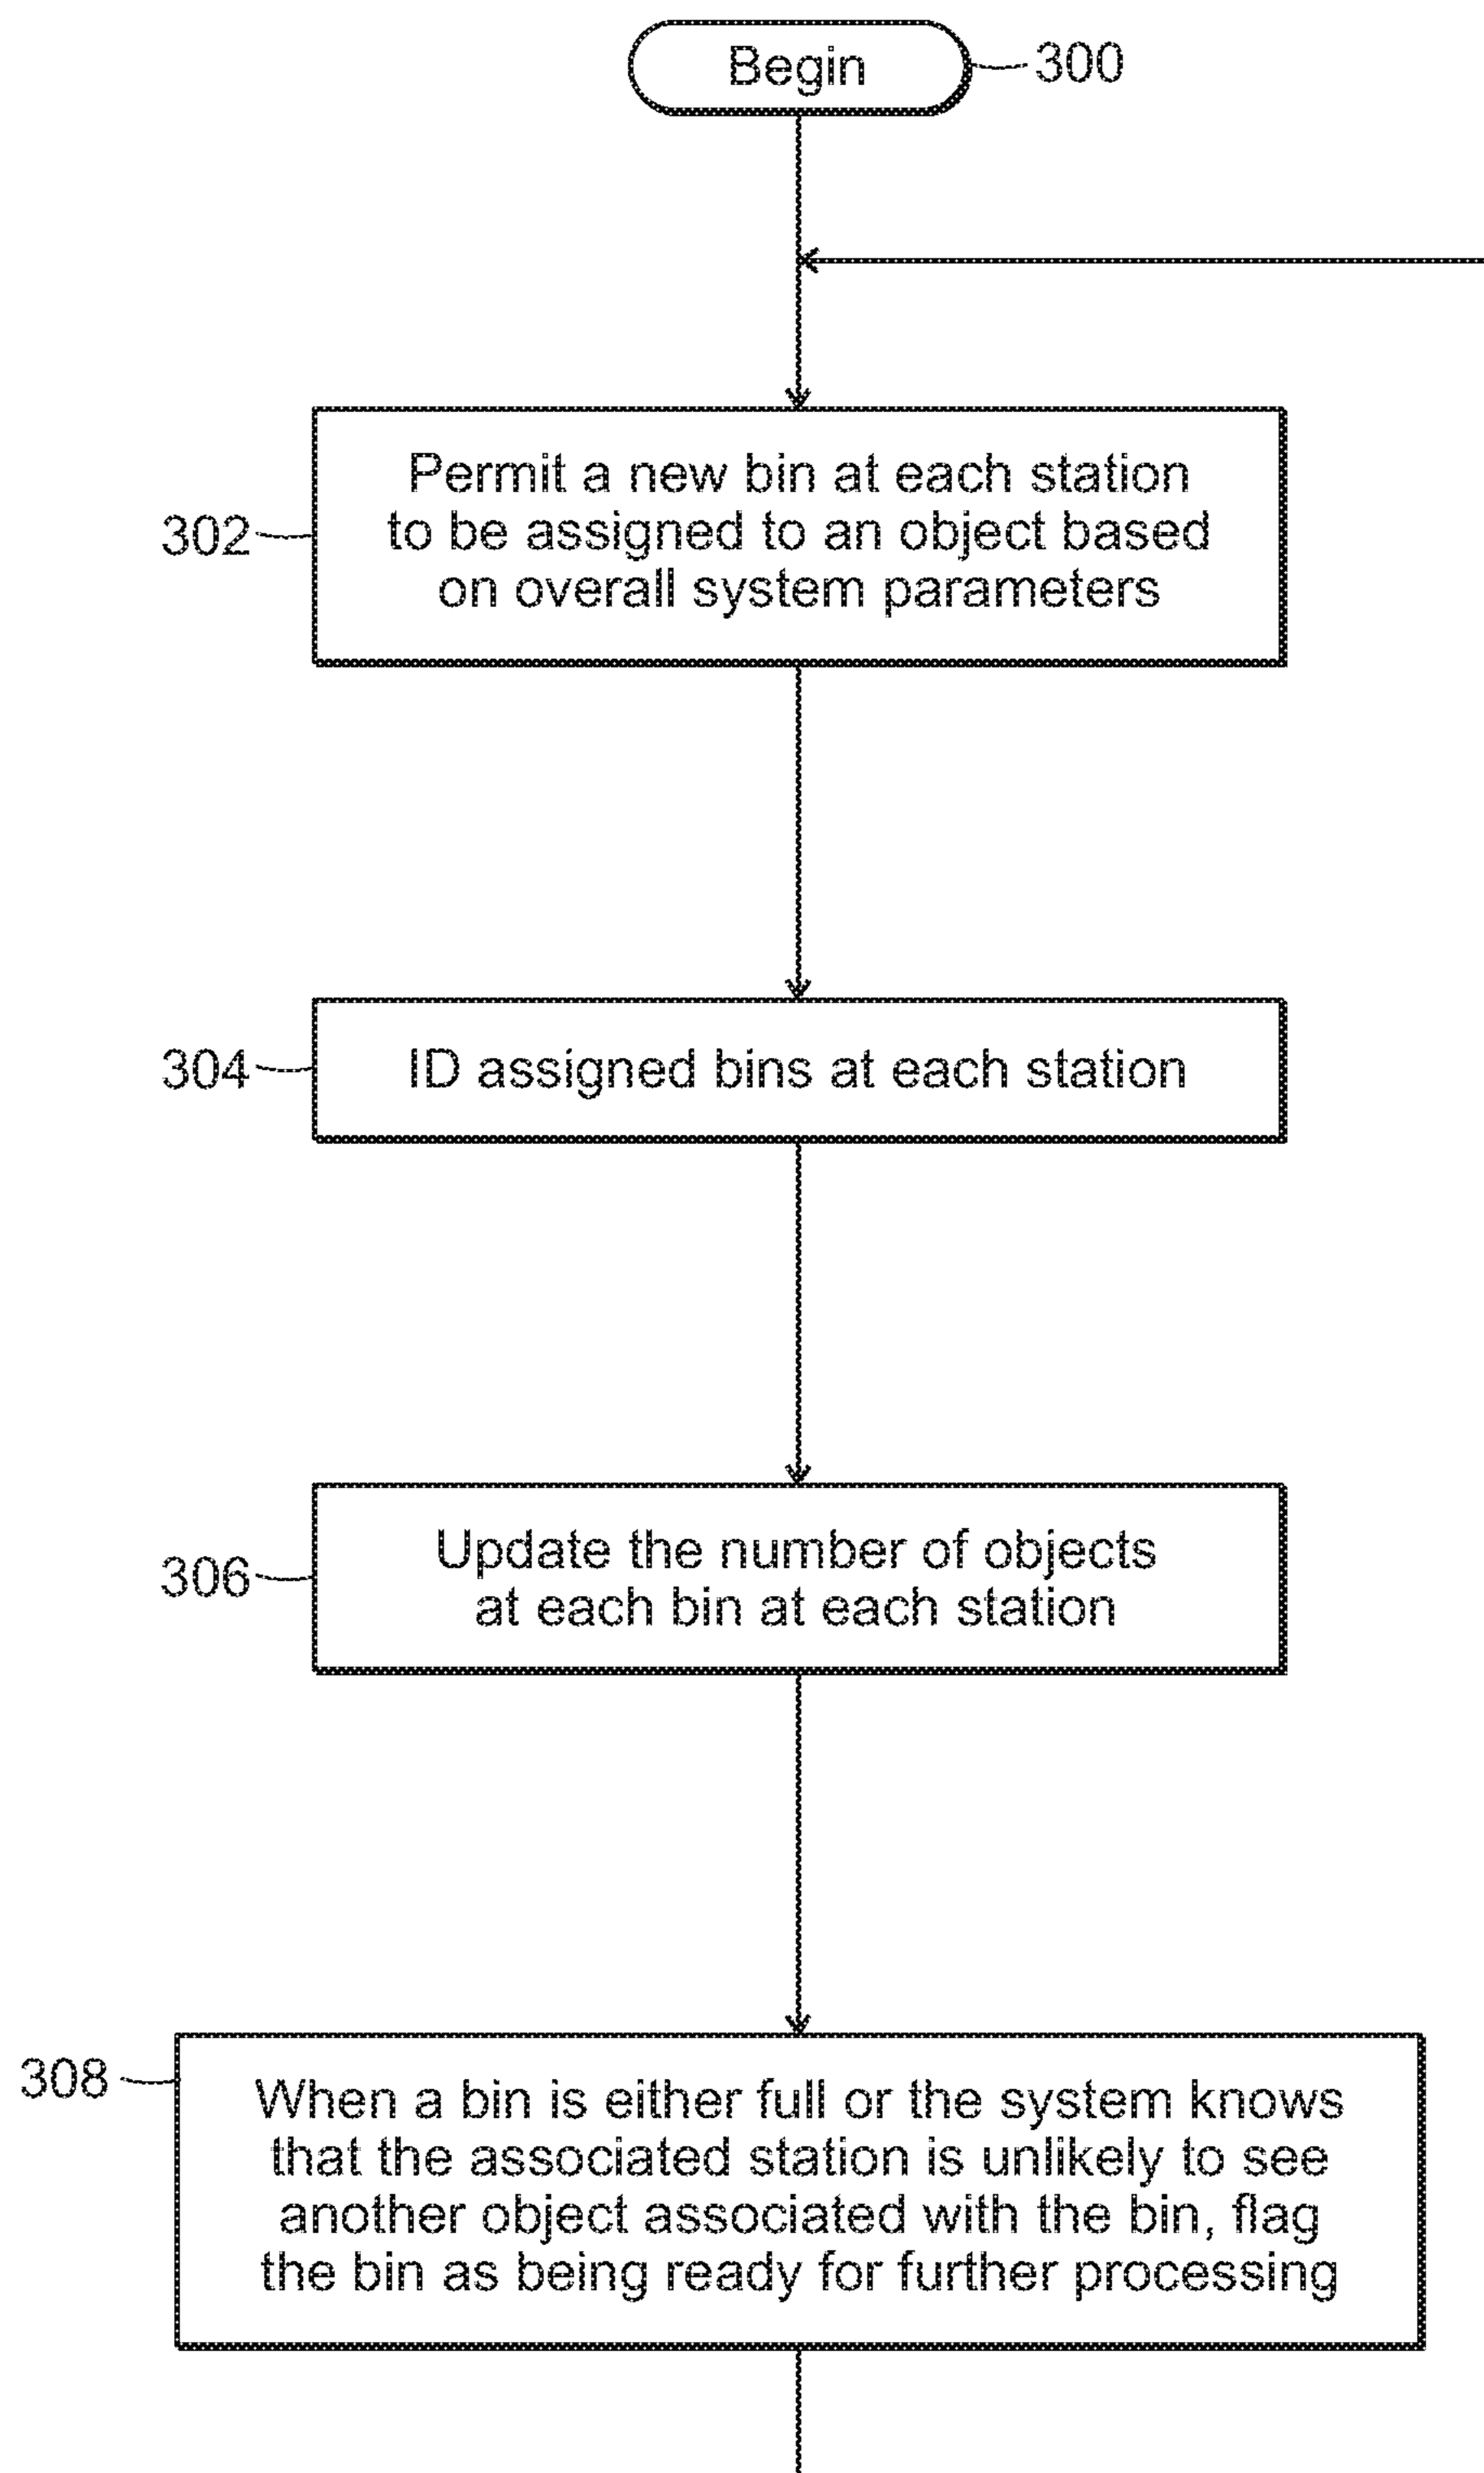 Begin
300
Permit a new bin at each station
to be assigned to an object based
on overall system parameters
302
ID assigned bins at each station
304
Update the number of objects
at each bin at each station
306
308
When a bin is either full or the system knows
that the associated station is unlikely to see
another object associated with the bin, flag
the bin as being ready for further processing